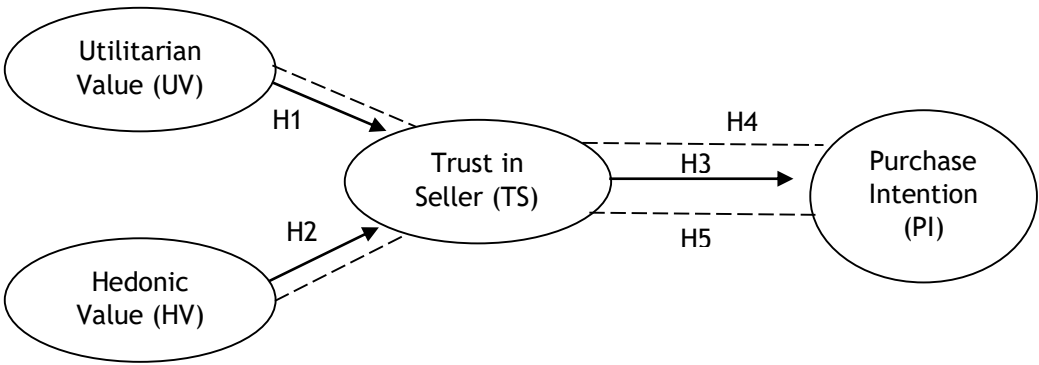 Utilitarian
Value (UV)
H1
H4
Trust in
Seller (TS)
H3
Purchase
Intention
(PI)
H2
H5
Hedonic
Value (HV)